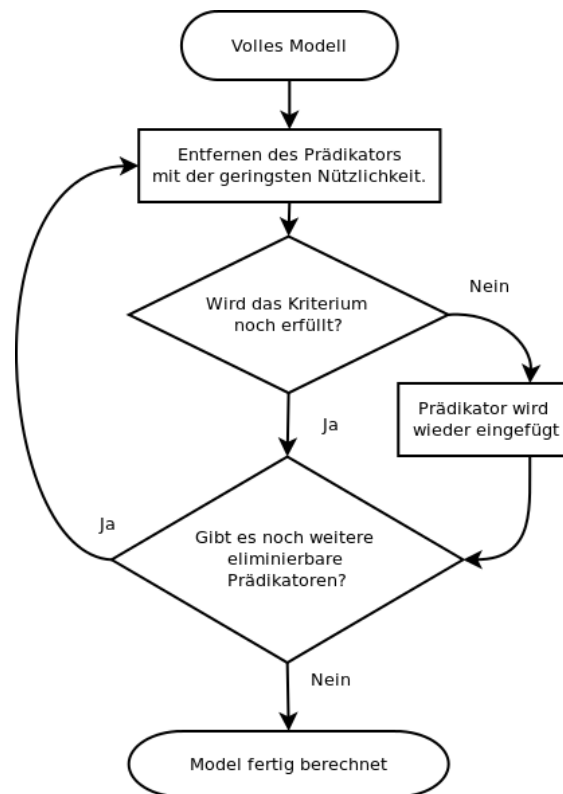 Volles Modell
Entfernen des Prädikators
mit der geringsten Nützlichkeit.
Wird das Kriterium
noch erfüllt?
Nein
Prädikator wird
wieder eingefügt
Ja
Ja
Gibt es noch weitere
eliminierbare
Prädikatoren?
Nein
Model fertig berechnet